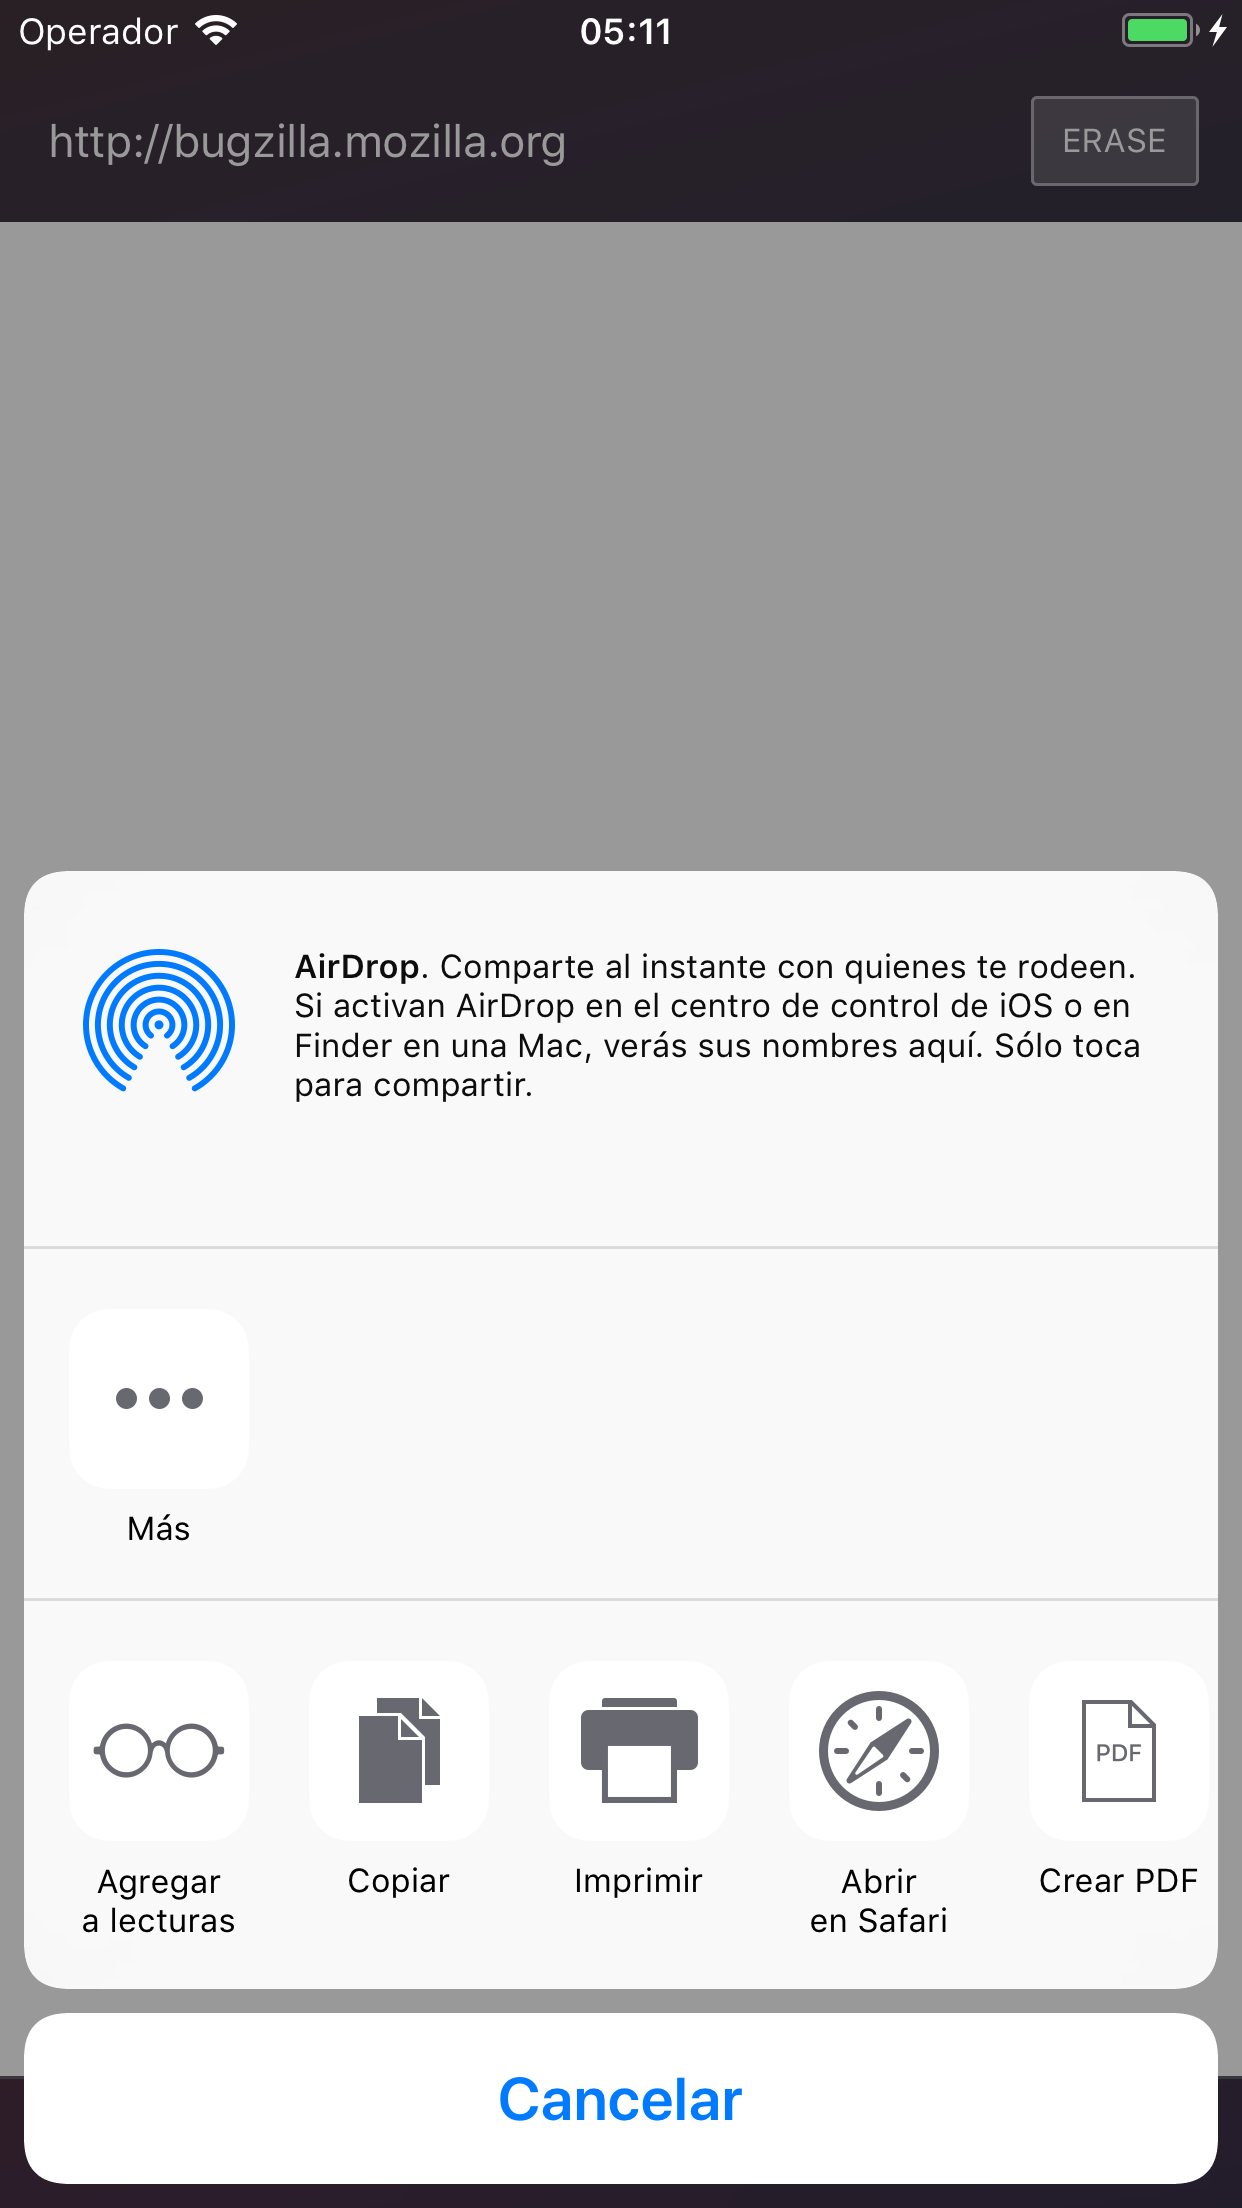 Operador
05:11
http://bugzilla.mozilla.org
ERASE
AirDrop. Comparte al instante con quienes te rodeen.
Si activan AirDrop en el centro de control de iOS o en
Finder en una Mac, verás sus nombres aquí. Sólo toca
para compartir.
Más
Agregar
a lecturas
Copiar
Imprimir
Abrir
en Safari
PDF
Crear PDF
Cancelar